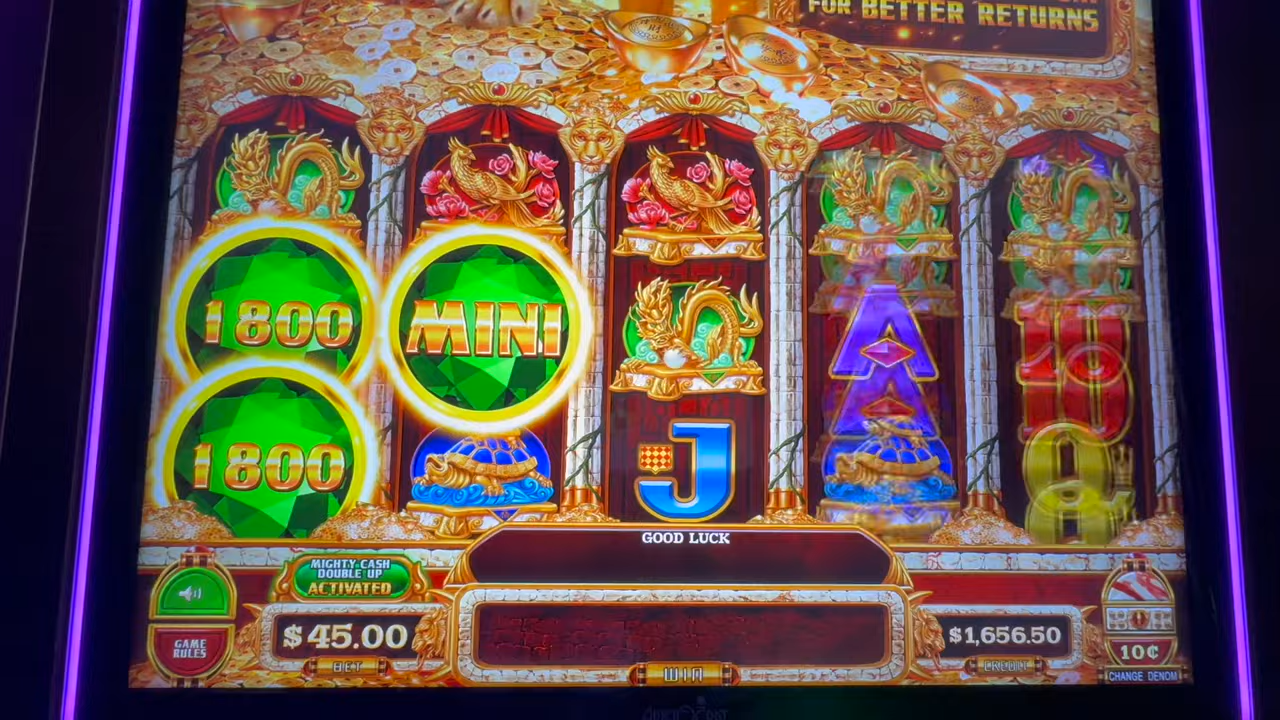 FOR BETTER RETURNS
1800
MINI
1800
J
A
A
10
Q
Q
GOOD LUCK
MIGHTY CASH
DOUBLE UP
ACTIVATED
GAME
RULES
$45.00
BET
WIN
$1,656.50
CREDIT
10¢
CHANGE DENOM